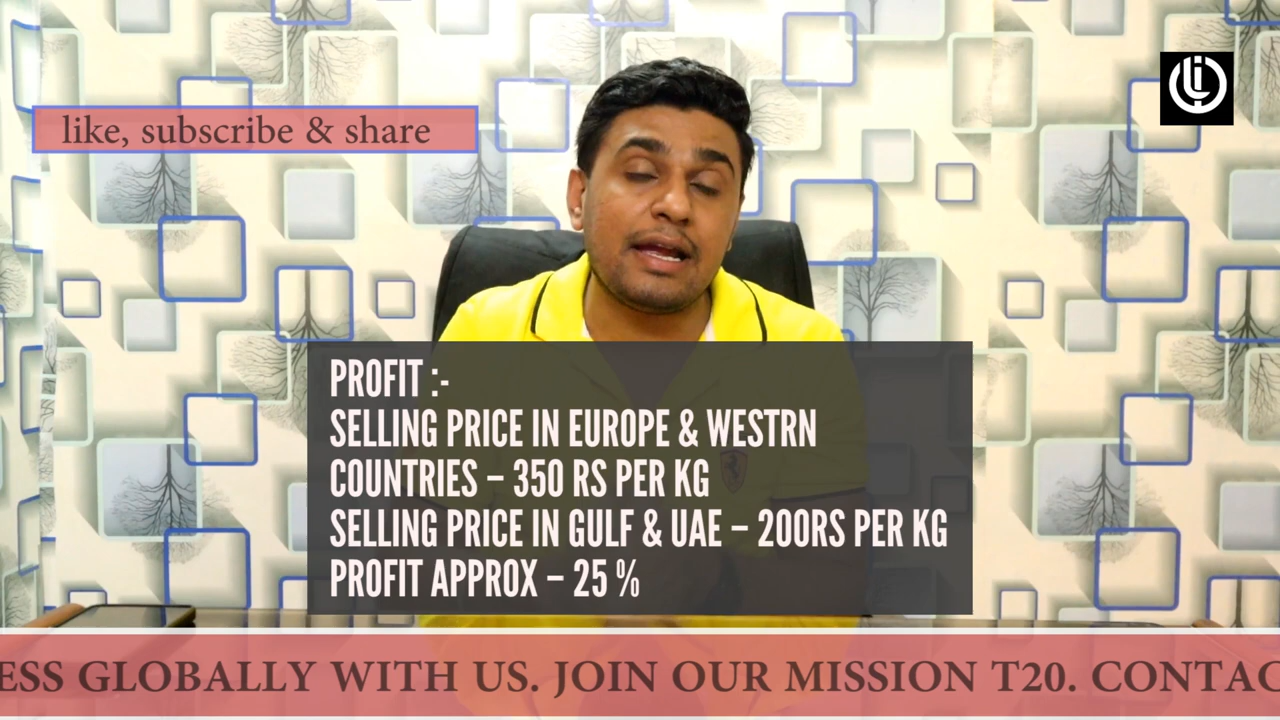 like, subscribe & share
PROFIT :-
SELLING PRICE IN EUROPE & WESTRN
COUNTRIES – 350 RS PER KG
SELLING PRICE IN GULF & UAE – 200RS PER KG
PROFIT APPROX – 25 %
ESS GLOBALLY WITH US. JOIN OUR MISSION T20. CONTAC